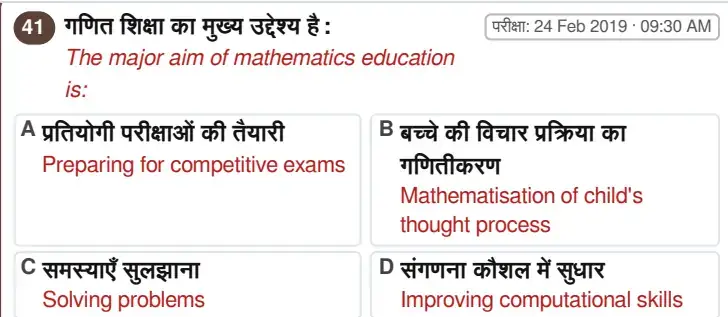 41 गणित शिक्षा का मुख्य उद्देश्य है :
परीक्षा: 24 Feb 2019 · 09:30 AM
The major aim of mathematics education
is:
A प्रतियोगी परीक्षाओं की तैयारी
Preparing for competitive exams
B बच्चे की विचार प्रक्रिया का
गणितीकरण
Mathematisation of child's
thought process
C समस्याएँ सुलझाना
Solving problems
D संगणना कौशल में सुधार
Improving computational skills